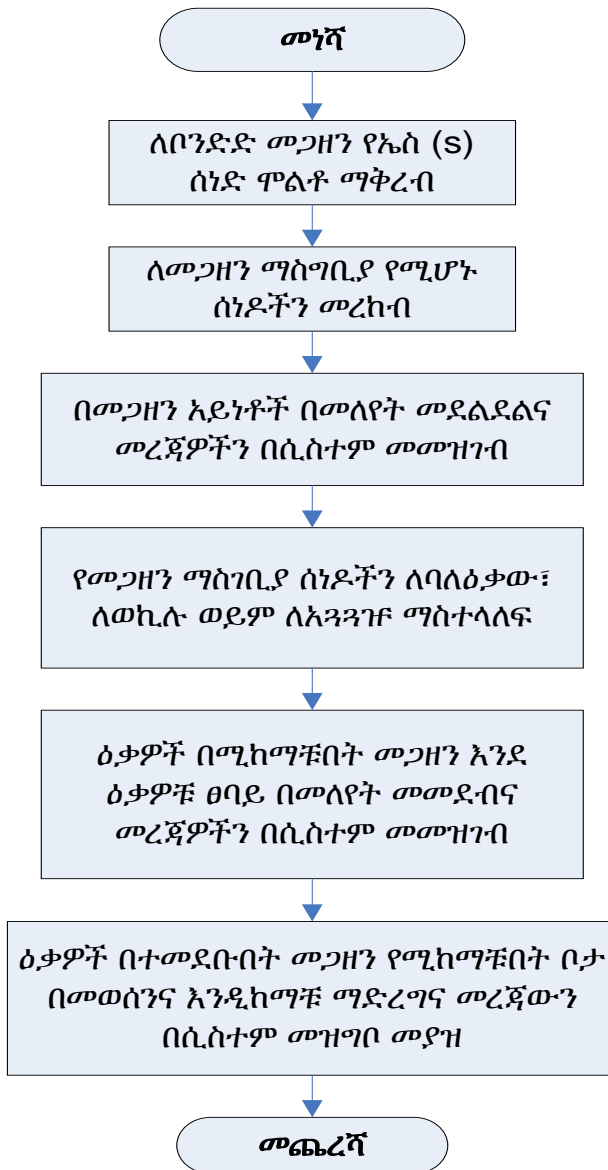 መነሻ
ለቦንድድ መጋዘን የኤስ (s)
ሰነድ ሞልቶ ማቅረብ
ለመጋዘን ማስግቢያ የሚሆኑ
ሰነዶችን መረከብ
በመጋዘን አይነቶች በመለየት መደልደልና
መረጃዎችን በሲስተም መመዝገብ
የመጋዘን ማስገቢያ ሰነዶችን ለባለዕቃው፣
ለወኪሉ ወይም ለአጓጓዡ ማስተላለፍ
ዕቃዎች በሚከማቹበት መጋዘን እንደ
ዕቃዎቹ ፀባይ በመለየት መመደብና
መረጃዎችን በሲስተም መመዝገብ
ዕቃዎች በተመደቡበት መጋዘን የሚከማቹበት ቦታ
በመወሰንና እንዲከማቹ ማድረግና መረጃውን
በሲስተም መዝግቦ መያዝ
መጨረሻ